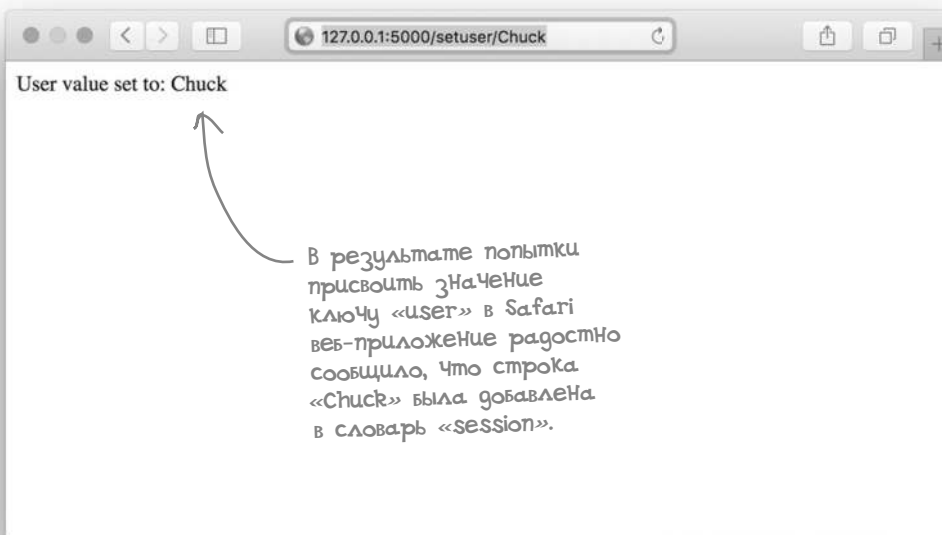 127.0.0.1:5000/setuser/Chuck
User value set to: Chuck
В результате попытки
присвоить значение
ключу «user» в Safari
веб-приложение радостно
сообщило, что строка
«Chuck» была добавлена
в словарь «session».